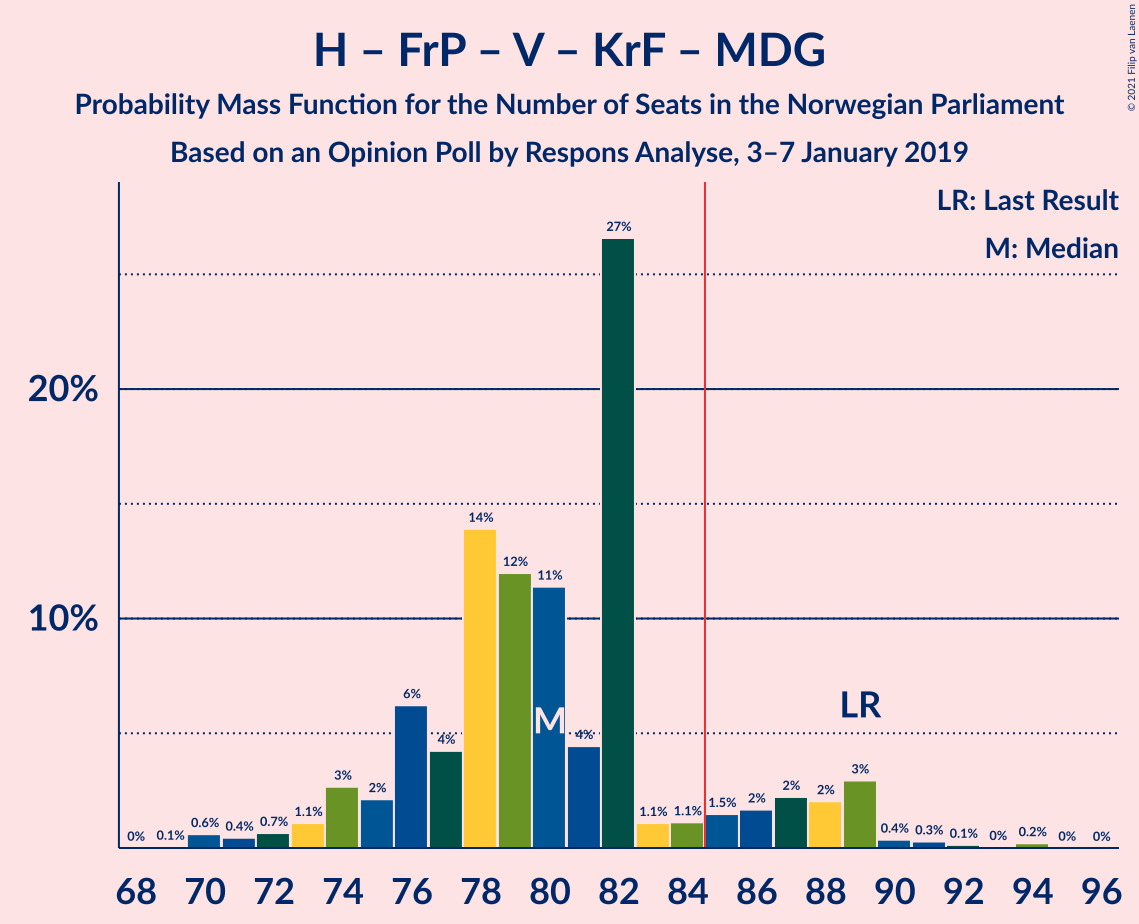 H – FrP – V – KrF – MDG
Probability Mass Function for the Number of Seats in the Norwegian Parliament
Based on an Opinion Poll by Respons Analyse, 3–7 January 2019
© 2021 Filip van Laenen
LR: Last Result
M: Median
20%
10%
0% 0.1% 0.6% 0.4% 0.7% 1.1% 3% 2% 6% 4% 14% 12% 11% 4% 27% 1.1% 1.1% 1.5% 2% 2% 2% 3% 0.4% 0.3% 0.1% 0% 0.2% 0% 0%
M
LR
68 70 72 74 76 78 80 82 84 86 88 90 92 94 96